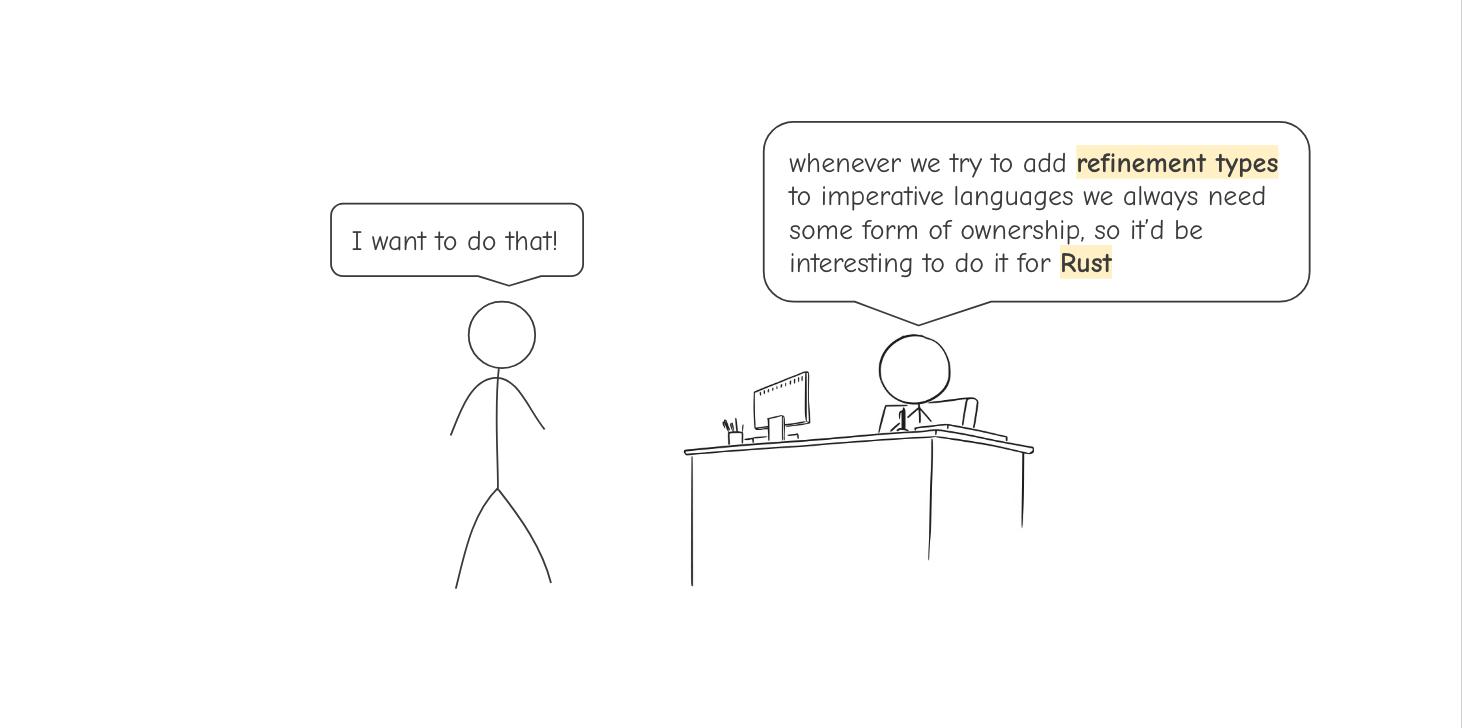 whenever we try to add refinement types
to imperative languages we always need
some form of ownership, so it'd be
interesting to do it for Rust
I want to do that!